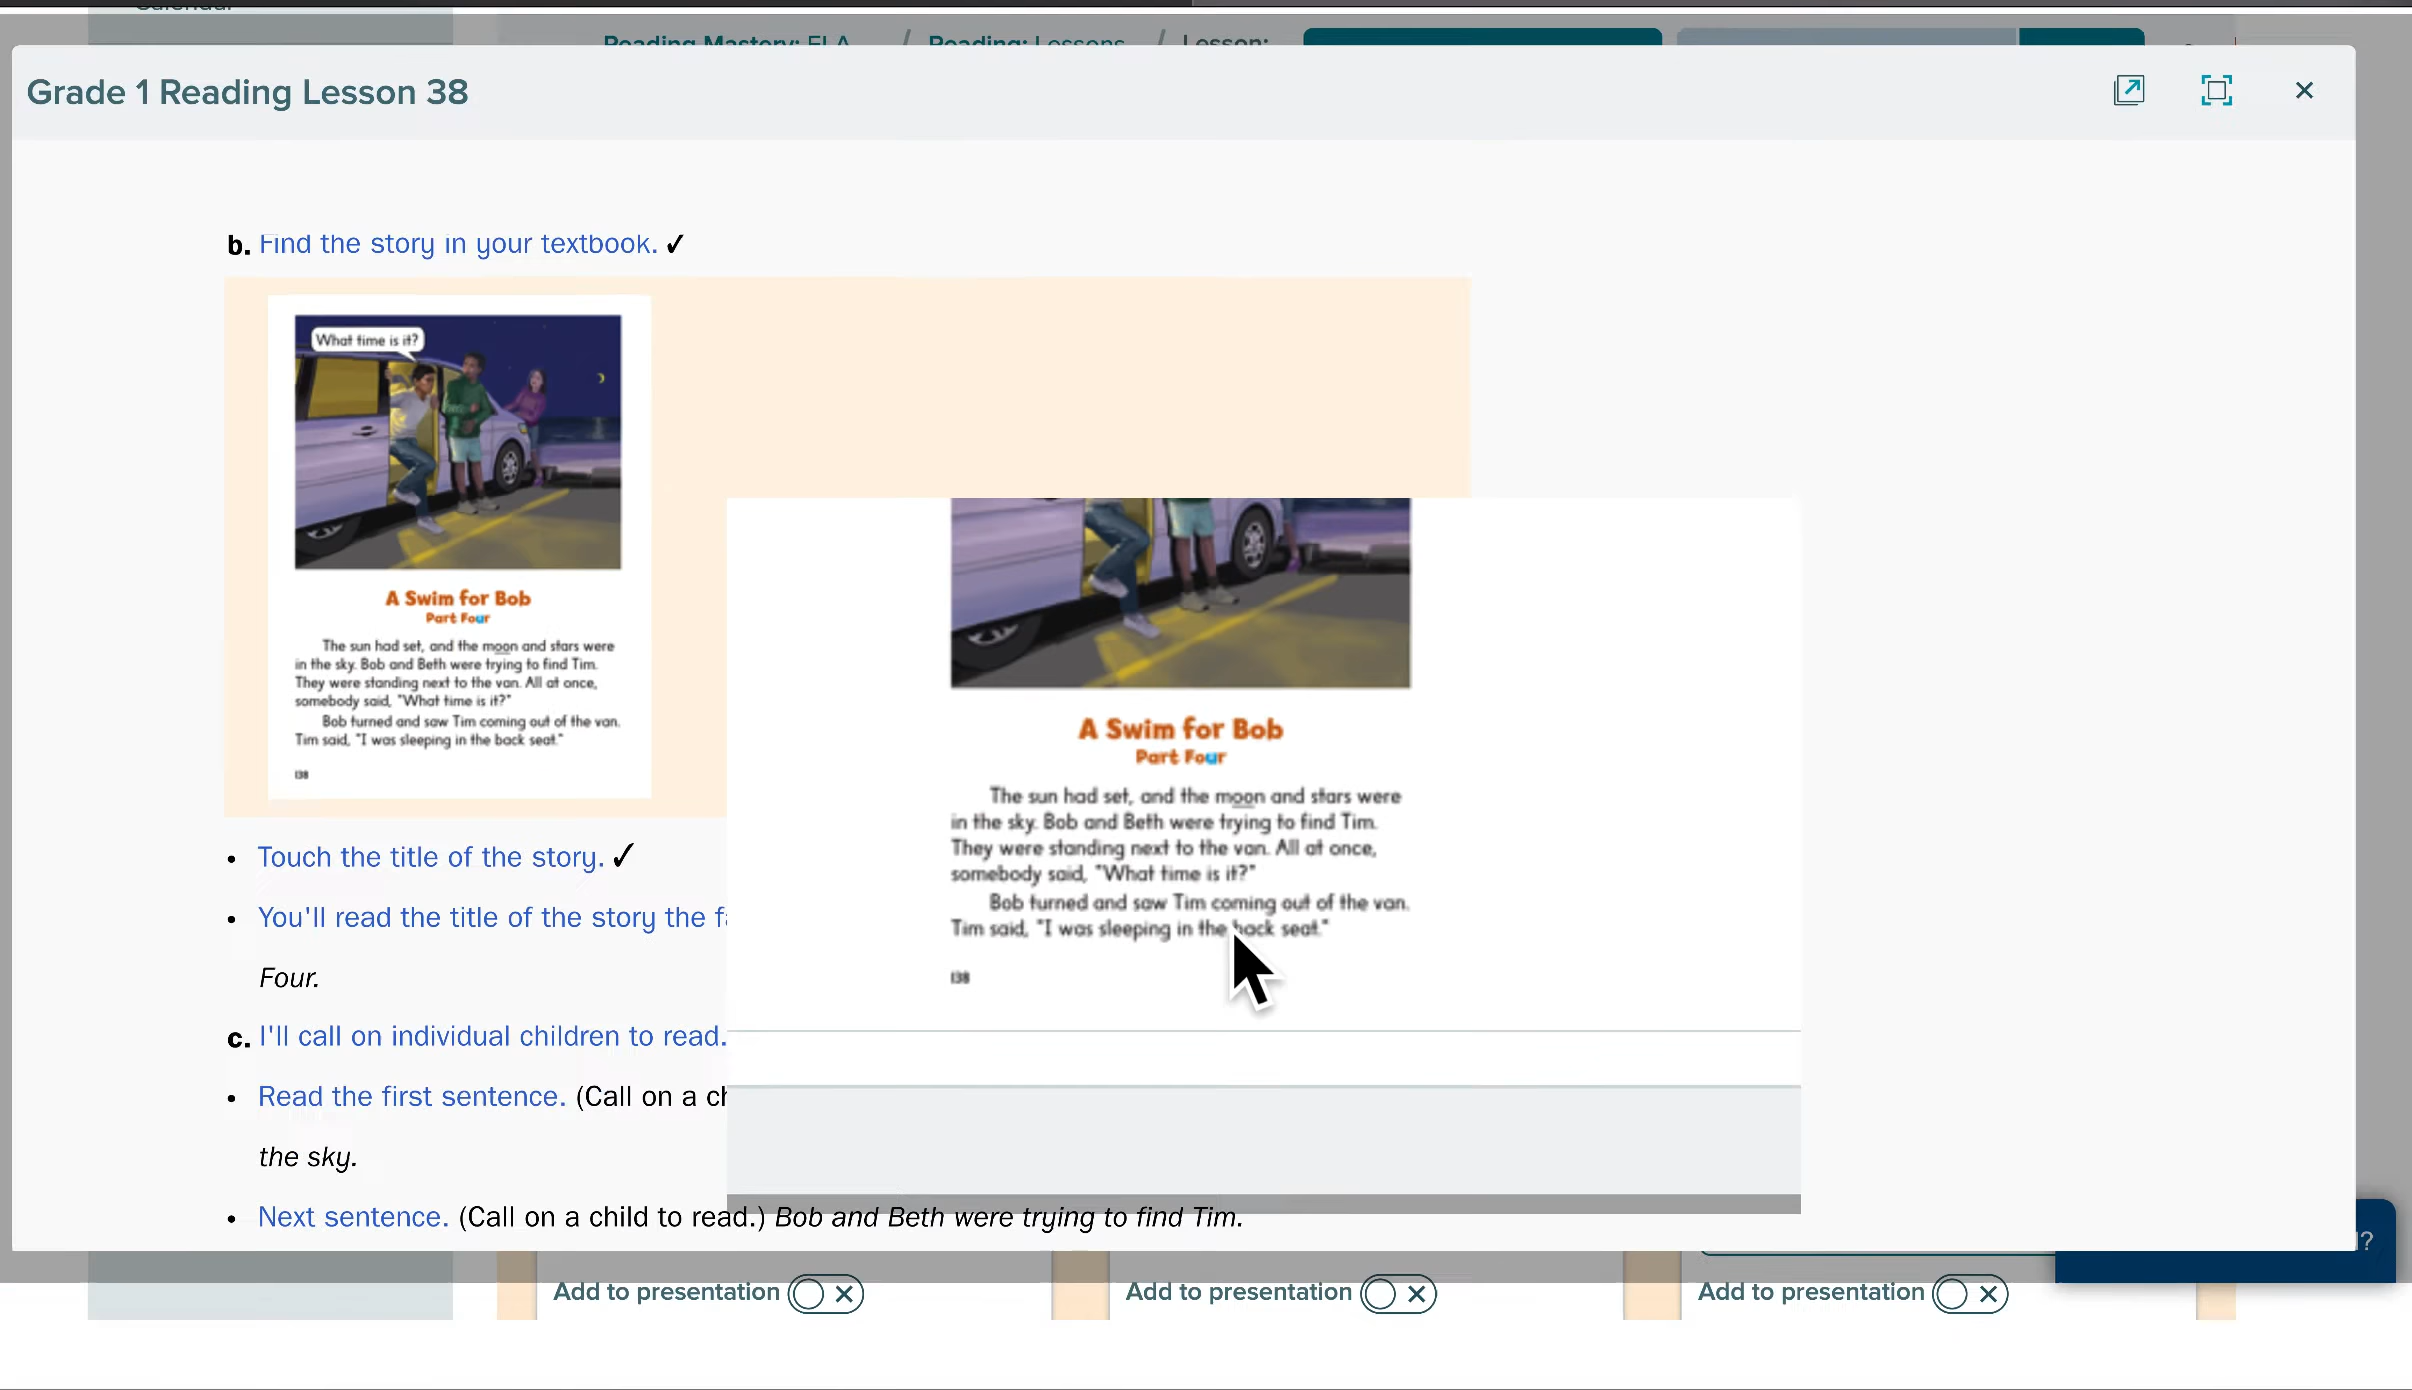 Grade 1 Reading Lesson 38
b. Find the story in your textbook. ✓
What time is it?
A Swim for Bob
Part Four
The sun had set, and the moon and stars were
in the sky. Bob and Beth were trying to find Tim.
They were standing next to the van. All at once,
somebody said, "What time is it?"
Bob turned and saw Tim coming out of the van.
Tim said, "I was sleeping in the back seat."
138
A Swim for Bob
Part Four
The sun had set, and the moon and stars were
in the sky. Bob and Beth were trying to find Tim.
They were standing next to the van. All at once,
somebody said, "What time is it?"
Bob turned and saw Tim coming out of the van.
Tim said, "I was sleeping in the back seat."
138
• Touch the title of the story. ✓
• You'll read the title of the story the
Four.
c. I'll call on individual children to read.
• Read the first sentence. (Call on a
the sky.
• Next sentence. (Call on a child to read.) Bob and Beth were trying to find Tim.
Add to presentation
Add to presentation
Add to presentation